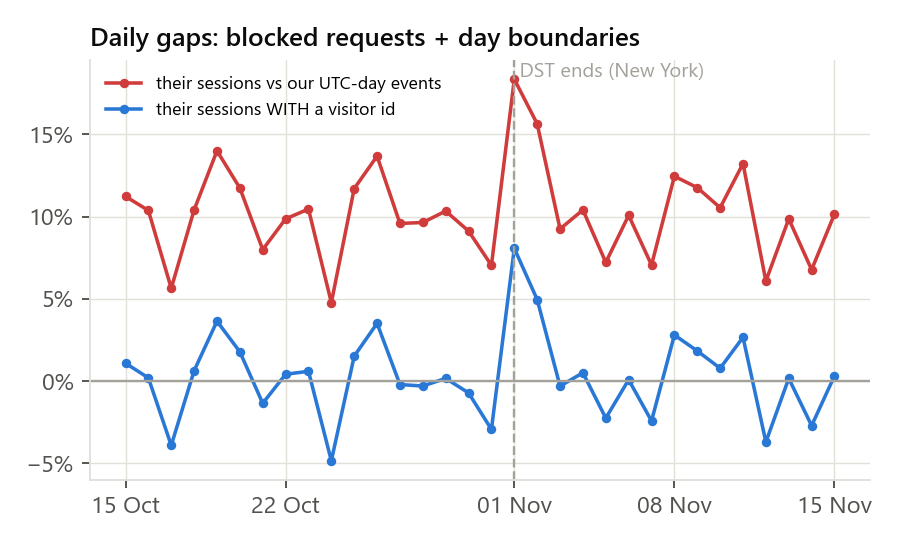 Daily gaps: blocked requests + day boundaries
their sessions vs our UTC-day events
their sessions WITH a visitor id
DST ends (New York)
15%
10%
5%
0%
−5%
15 Oct
22 Oct
01 Nov
08 Nov
15 Nov